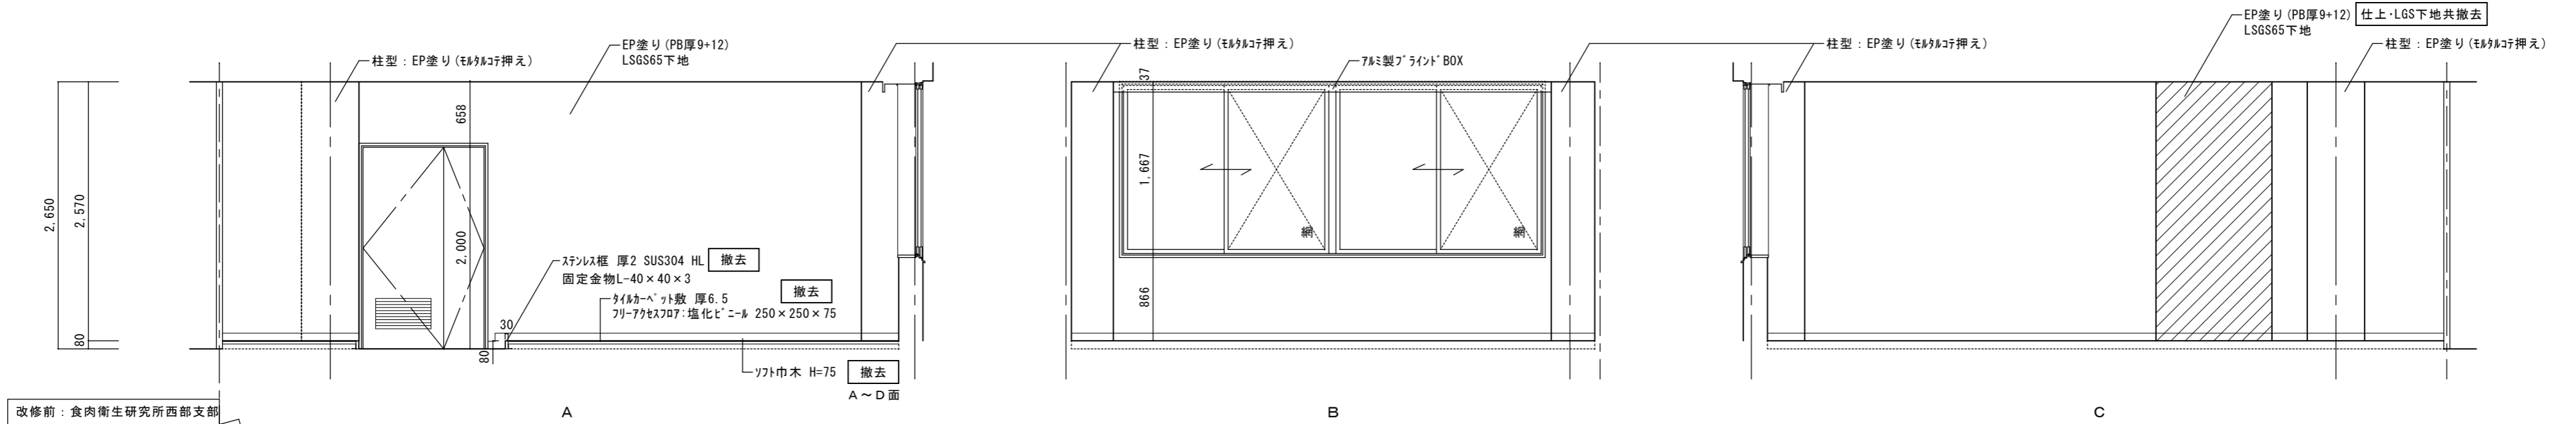 EP塗り(PB厚9+12)
LSGS65下地
仕上・LGS下地共撤去
EP塗り(PB厚9+12)
LSGS65下地
柱型：EP塗り(ﾓﾙﾀﾙｺﾃ押え)
柱型：EP塗り(ﾓﾙﾀﾙｺﾃ押え)
柱型：EP塗り(ﾓﾙﾀﾙｺﾃ押え)
柱型：EP塗り(ﾓﾙﾀﾙｺﾃ押え)
ｱﾙﾐ製ﾌﾞﾗｲﾝﾄﾞBOX
37
658
1,667
2,650
2,570
2,000
網
網
ｽﾃﾝﾚｽ框 厚2 SUS304 HL
撤去
固定金物L-40×40×3
ﾀｲﾙｶｰﾍﾟｯﾄ敷 厚6.5
撤去
ﾌﾘｰｱｸｾｽﾌﾛｱ:塩化ﾋﾞﾆｰﾙ 250×250×75
866
30
80
80
ｿﾌﾄ巾木 H=75
撤去
A～D面
改修前：食肉衛生研究所西部支部
A
B
C